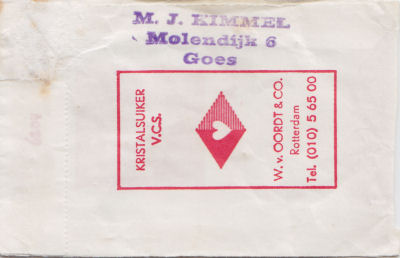 M. J. KIMMEL
Molendijk 6
Goes
KRISTALSUIKER
V.C.S.
W. v. OORDT & CO.
Rotterdam
Tel. (010) 5 65 00